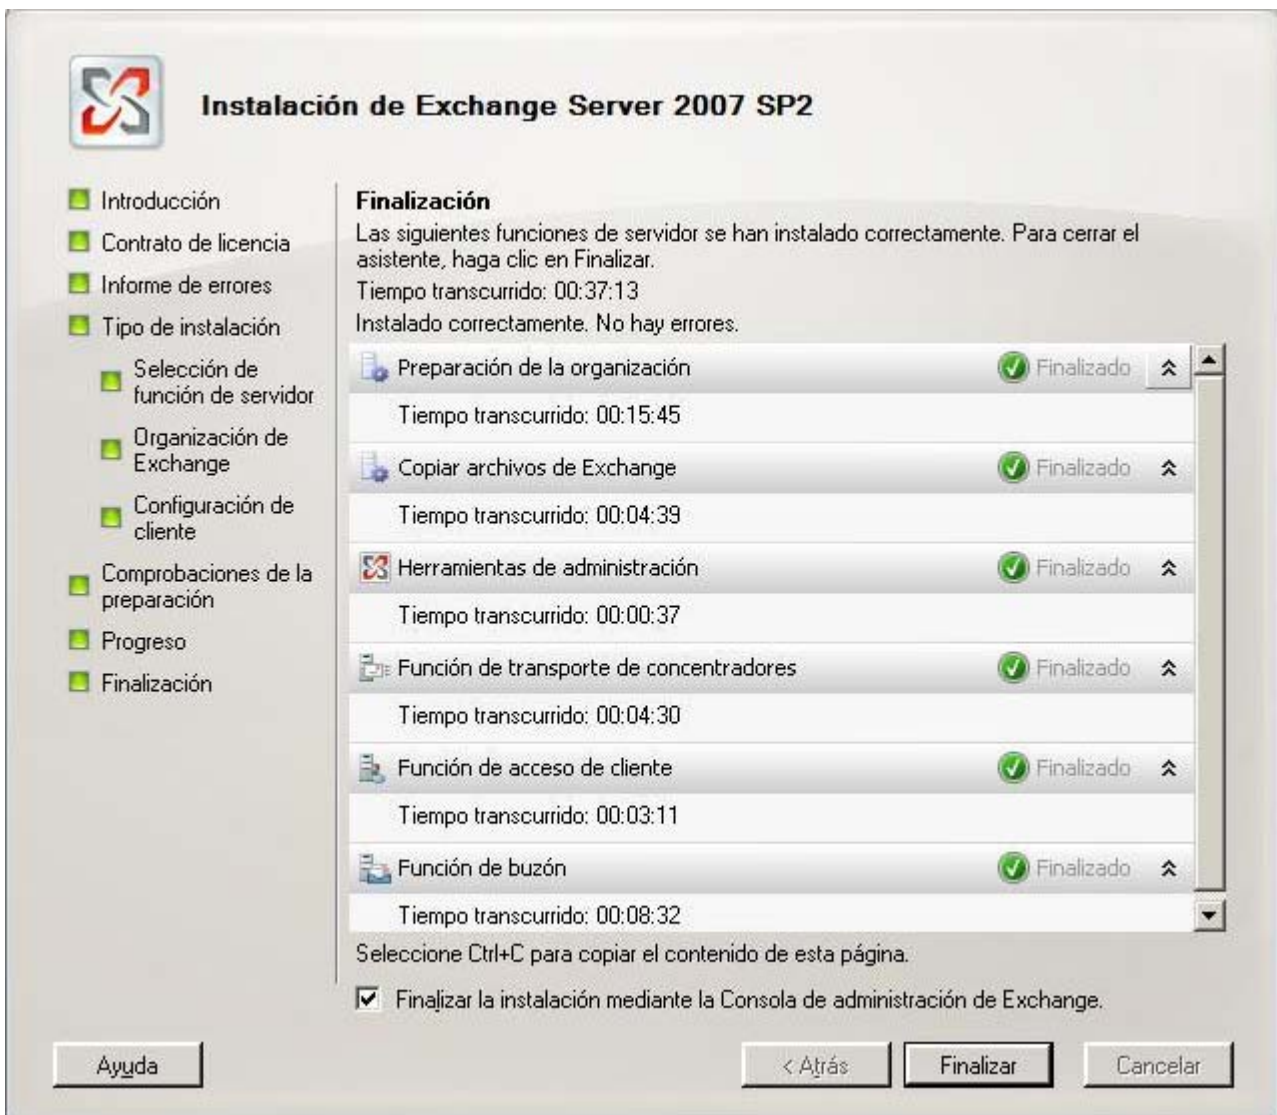 Instalación de Exchange Server 2007 SP2
Introducción
Contrato de licencia
Informe de errores
Tipo de instalación
Selección de
función de servidor
Organización de
Exchange
Configuración de
cliente
Comprobaciones de la
preparación
Progreso
Finalización
Finalización
Las siguientes funciones de servidor se han instalado correctamente. Para cerrar el
asistente, haga clic en Finalizar.
Tiempo transcurrido: 00:37:13
Instalado correctamente. No hay errores.
Preparación de la organización Finalizado
Tiempo transcurrido: 00:15:45
Copiar archivos de Exchange Finalizado
Tiempo transcurrido: 00:04:39
Herramientas de administración Finalizado
Tiempo transcurrido: 00:00:37
Función de transporte de concentradores Finalizado
Tiempo transcurrido: 00:04:30
Función de acceso de cliente Finalizado
Tiempo transcurrido: 00:03:11
Función de buzón Finalizado
Tiempo transcurrido: 00:08:32
Seleccione Ctrl+C para copiar el contenido de esta página.
Finalizar la instalación mediante la Consola de administración de Exchange.
Ayuda < Atrás Finalizar Cancelar